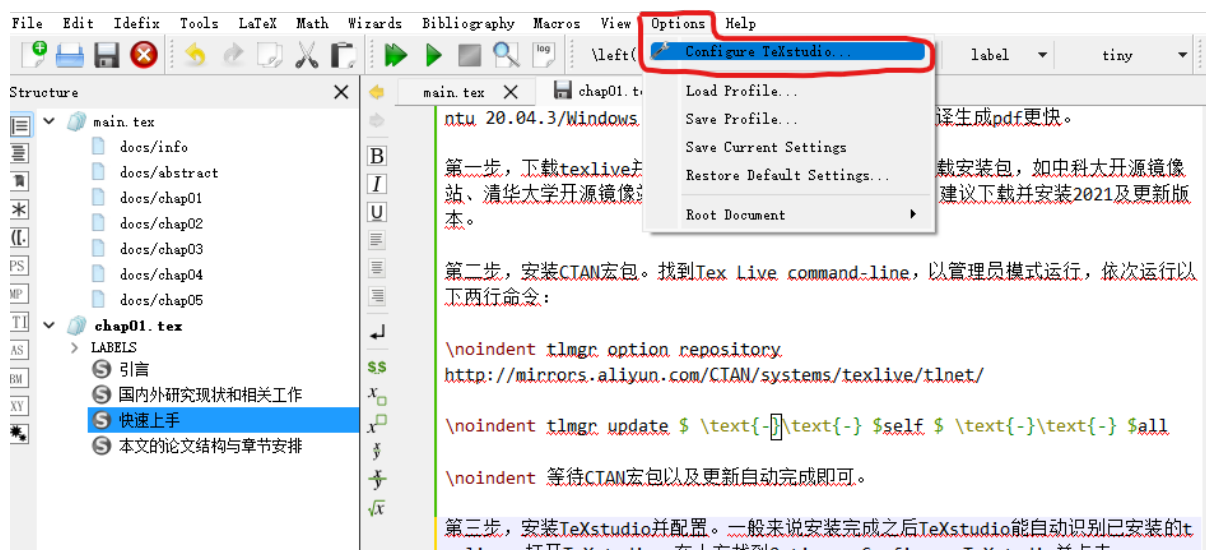 File Edit Idefix Tools LaTeX Math Wizards Bibliography Macros View Options Help
log
\left(
label
tiny
Configure TeXstudio...
Load Profile...
Save Profile...
Save Current Settings
Restore Default Settings...
Root Document
Structure
main.tex
docs/info
docs/abstract
docs/chap01
docs/chap02
docs/chap03
docs/chap04
docs/chap05
chap01.tex
LABELS
引言
国内外研究现状和相关工作
快速上手
本文的论文结构与章节安排
PS
MP
TI
AS
BM
XY
B
I
U
$$
main.tex
chap01.t
ntu 20.04.3/Windows 译生成pdf更快。
第一步，下载texlive并 载安装包，如中科大开源镜像
站、清华大学开源镜像 建议下载并安装2021及更新版
本。
第二步，安装CTAN宏包。找到Tex Live command-line，以管理员模式运行，依次运行以
下两行命令：
\noindent tlmgr option repository
http://mirrors.aliyun.com/CTAN/systems/texlive/tlnet/
\noindent tlmgr update $ \text{-}\text{-} $self $ \text{-}\text{-} $all
\noindent 等待CTAN宏包以及更新自动完成即可。
第三步，安装TeXstudio并配置。一般来说安装完成之后TeXstudio能自动识别已安装的t